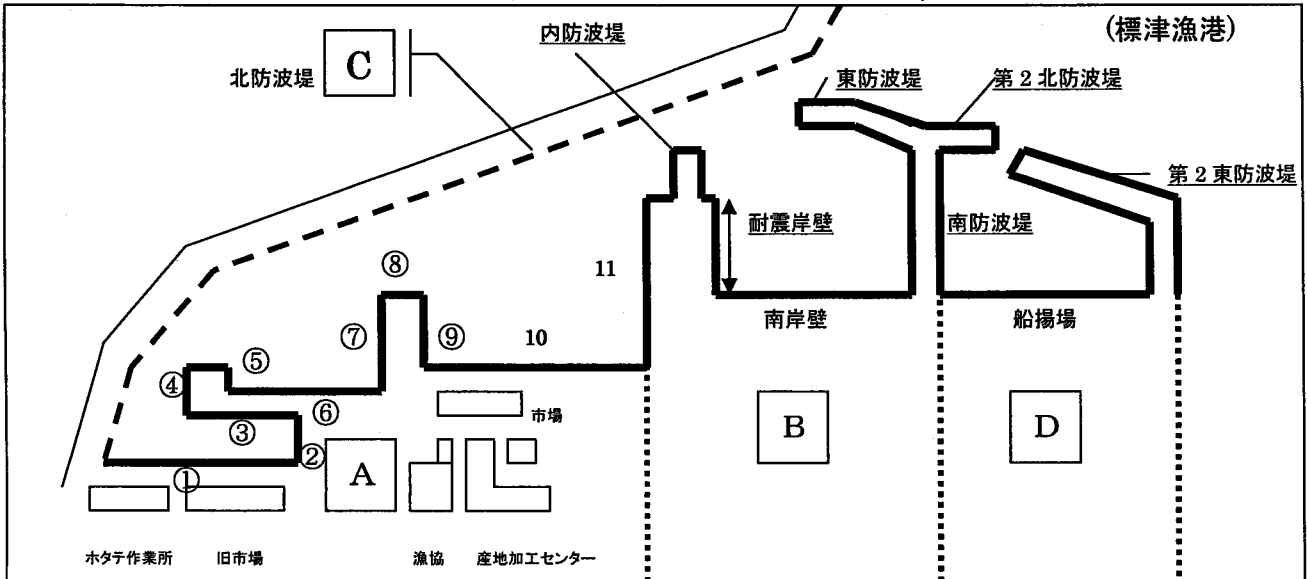 (標津漁港)
内防波堤
北防波堤
C
東防波堤
第2北防波堤
第2東防波堤
耐震岸壁
南防波堤
⑧
11
南岸壁
船揚場
⑦
⑨
10
⑤
④
⑥
市場
③
②
①
A
B
D
ホタテ作業所
旧市場
漁協
産地加工センター